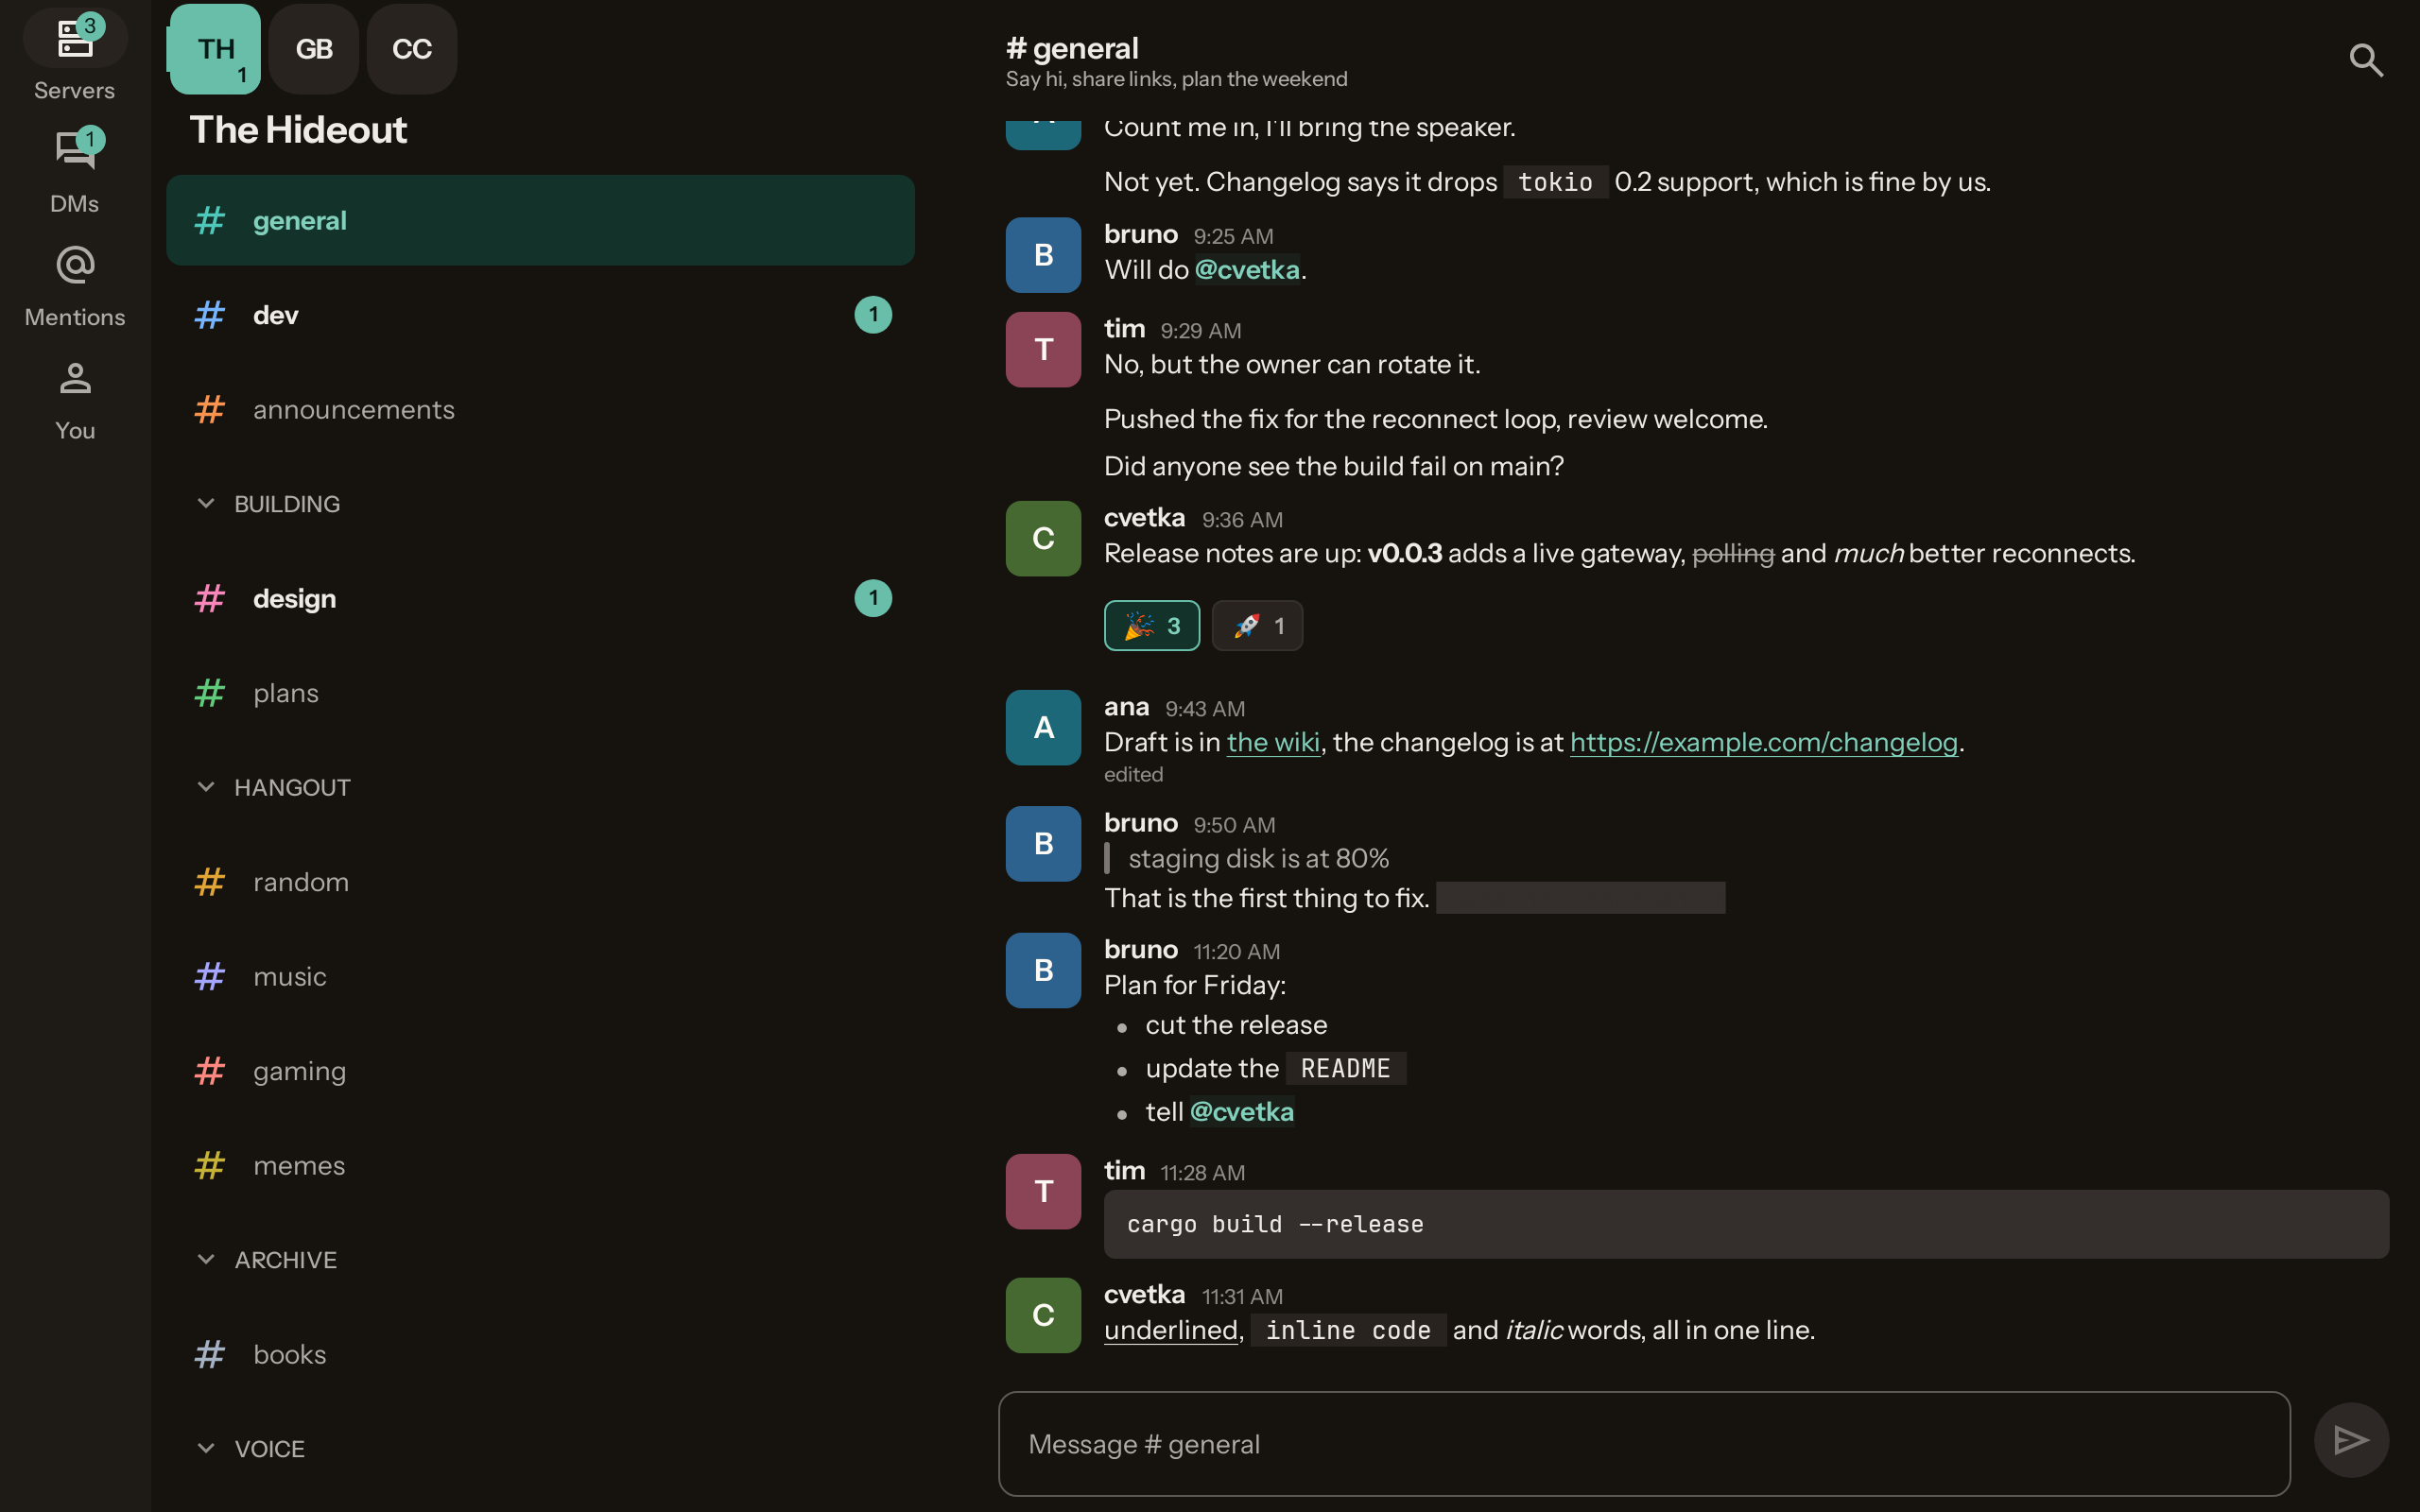 3
Servers
1
DMs
Mentions
You
TH
1
GB
CC
The Hideout
# general
# dev
1
# announcements
BUILDING
# design
1
# plans
HANGOUT
# random
# music
# gaming
# memes
ARCHIVE
# books
VOICE
# general
Say hi, share links, plan the weekend
Count me in, I'll bring the speaker.
Not yet. Changelog says it drops tokio 0.2 support, which is fine by us.
B
bruno 9:25 AM
Will do @cvetka.
T
tim 9:29 AM
No, but the owner can rotate it.
Pushed the fix for the reconnect loop, review welcome.
Did anyone see the build fail on main?
C
cvetka 9:36 AM
Release notes are up: v0.0.3 adds a live gateway, polling and much better reconnects.
🎉 3 🚀 1
A
ana 9:43 AM
Draft is in the wiki, the changelog is at https://example.com/changelog.
edited
B
bruno 9:50 AM
staging disk is at 80%
That is the first thing to fix.
B
bruno 11:20 AM
Plan for Friday:
• cut the release
• update the README
• tell @cvetka
T
tim 11:28 AM
cargo build --release
C
cvetka 11:31 AM
underlined, inline code and italic words, all in one line.
Message # general